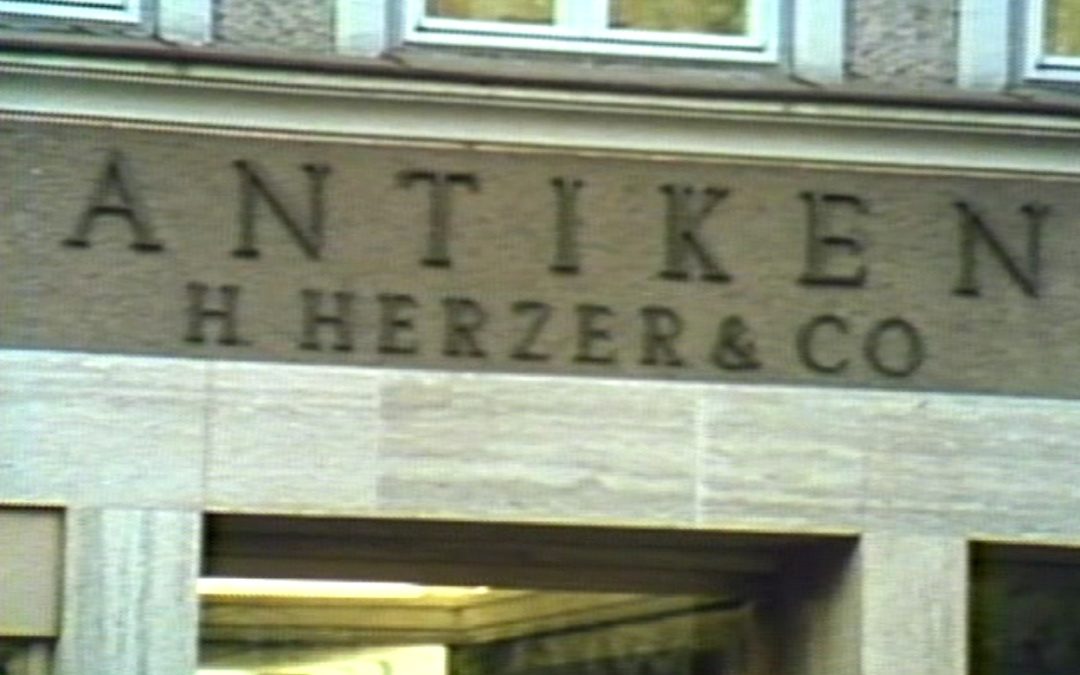 ANTIKEN
H. HERZER & CO